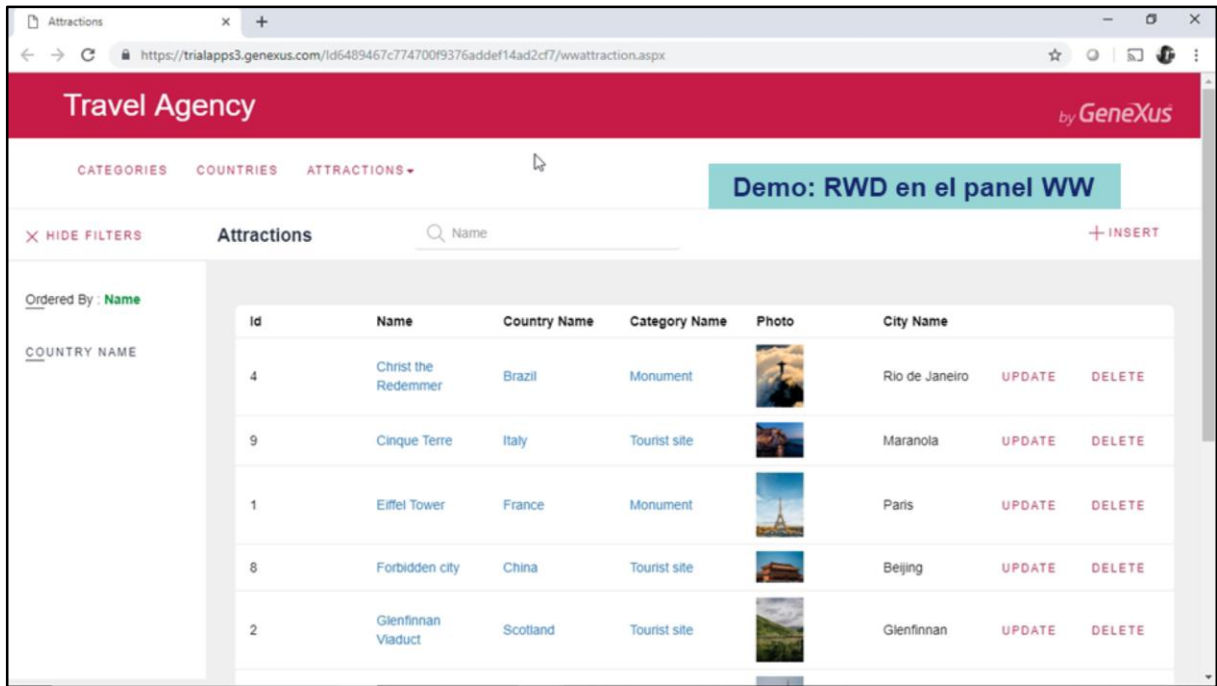 Attractions
https://trialapps3.genexus.com/Id6489467c774700f9376addef14ad2cf7/wwattraction.aspx
Travel Agency
by GeneXus
CATEGORIES COUNTRIES ATTRACTIONS
Demo: RWD en el panel WW
HIDE FILTERS Attractions Name INSERT
Ordered By : Name
COUNTRY NAME
Id Name Country Name Category Name Photo City Name
4 Christ the Redemmer Brazil Monument Rio de Janeiro UPDATE DELETE
9 Cinque Terre Italy Tourist site Maranola UPDATE DELETE
1 Eiffel Tower France Monument Paris UPDATE DELETE
8 Forbidden city China Tourist site Beijing UPDATE DELETE
2 Glenfinnan Viaduct Scotland Tourist site Glenfinnan UPDATE DELETE